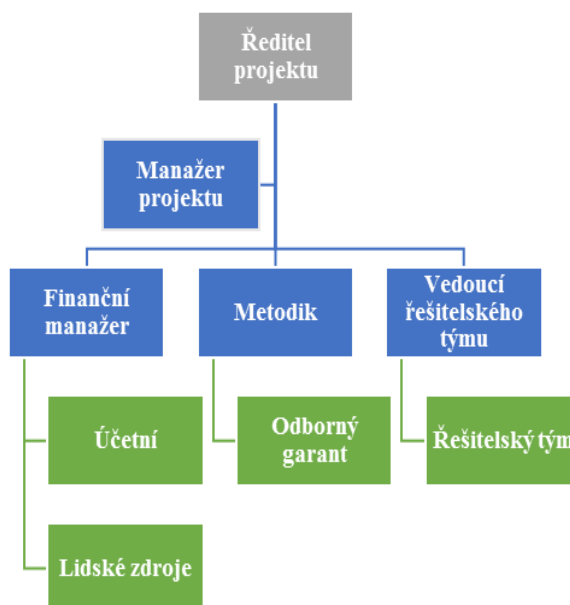 Ředitel
projektu
Manažer
projektu
Finanční
manažer
Metodik
Vedoucí
řešitelského
týmu
Účetní
Odborný
garant
Řešitelský tým
Lidské zdroje